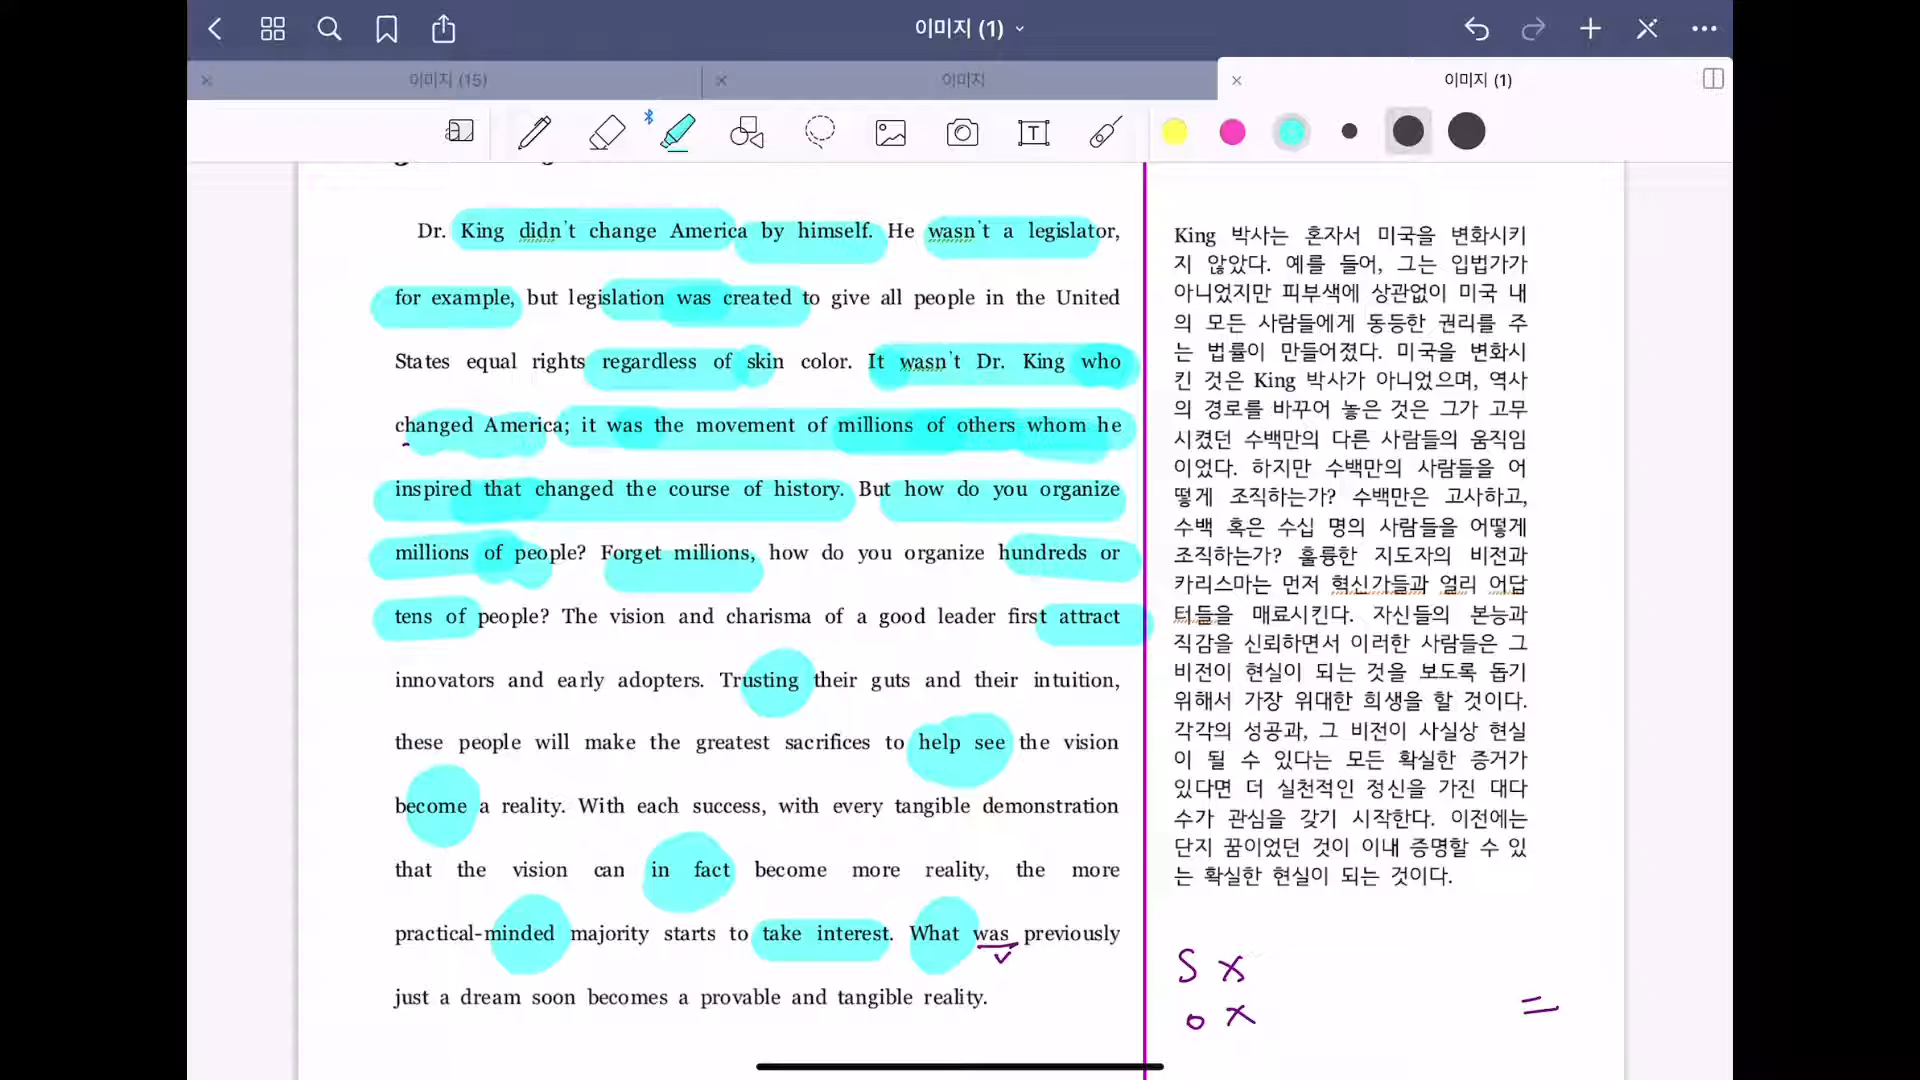 이미지 (1)
이미지 (15)
이미지
이미지 (1)
Dr. King didn't change America by himself. He wasn't a legislator,
for example, but legislation was created to give all people in the United
States equal rights regardless of skin color. It wasn't Dr. King who
changed America; it was the movement of millions of others whom he
inspired that changed the course of history. But how do you organize
millions of people? Forget millions, how do you organize hundreds or
tens of people? The vision and charisma of a good leader first attract
innovators and early adopters. Trusting their guts and their intuition,
these people will make the greatest sacrifices to help see the vision
become a reality. With each success, with every tangible demonstration
that the vision can in fact become more reality, the more
practical-minded majority starts to take interest. What was previously
just a dream soon becomes a provable and tangible reality.
King 박사는 혼자서 미국을 변화시키
지 않았다. 예를 들어, 그는 입법가가
아니었지만 피부색에 상관없이 미국 내
의 모든 사람들에게 동등한 권리를 주
는 법률이 만들어졌다. 미국을 변화시
킨 것은 King 박사가 아니었으며, 역사
의 경로를 바꾸어 놓은 것은 그가 고무
시켰던 수백만의 다른 사람들의 움직임
이었다. 하지만 수백만의 사람들을 어
떻게 조직하는가? 수백만은 고사하고,
수백 혹은 수십 명의 사람들을 어떻게
조직하는가? 훌륭한 지도자의 비전과
카리스마는 먼저 혁신가들과 얼리 어답
터들을 매료시킨다. 자신들의 본능과
직감을 신뢰하면서 이러한 사람들은 그
비전이 현실이 되는 것을 보도록 돕기
위해서 가장 위대한 희생을 할 것이다.
각각의 성공과, 그 비전이 사실상 현실
이 될 수 있다는 모든 확실한 증거가
있다면 더 실천적인 정신을 가진 대다
수가 관심을 갖기 시작한다. 이전에는
단지 꿈이었던 것이 이내 증명할 수 있
는 확실한 현실이 되는 것이다.
S X
o X
=